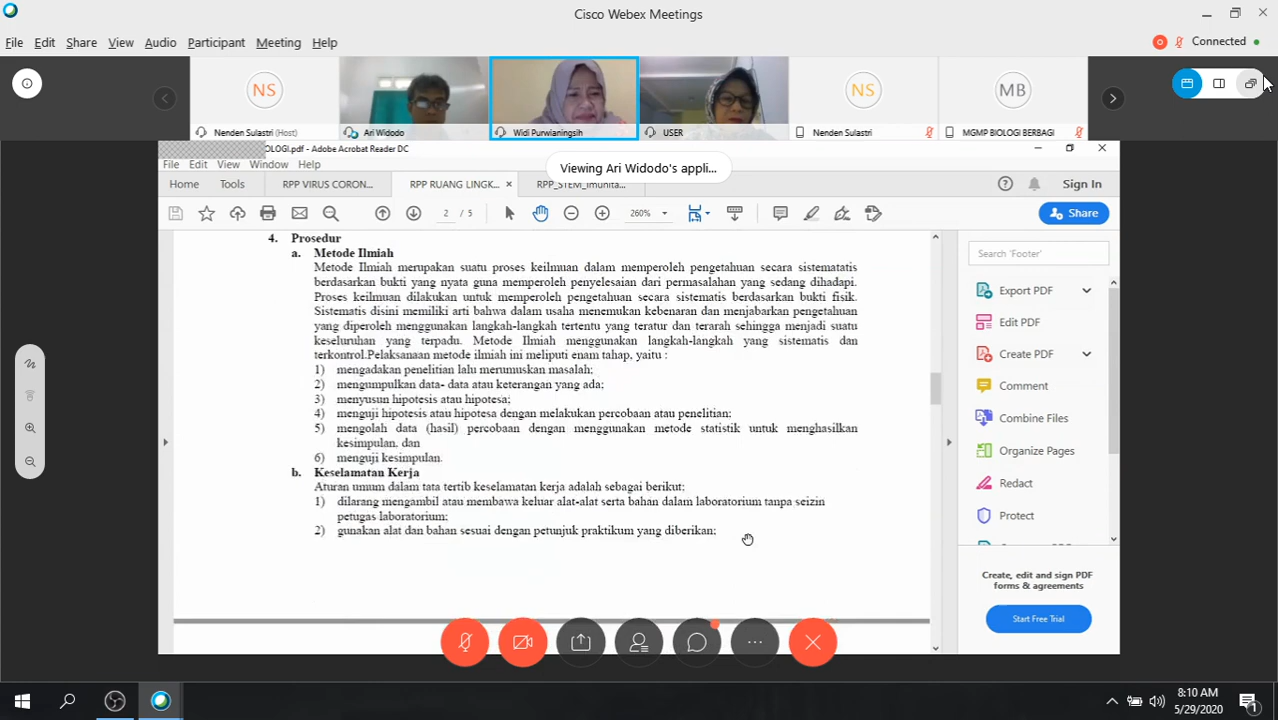 Cisco Webex Meetings
File Edit Share View Audio Participant Meeting Help
Connected
NS
NS
MB
Nenden Sulastri (Host)
Ari Widodo
Widi Purwianingsih
USER
Nenden Sulastri
MGMP BIOLOGI BERBAGI
OLOGI.pdf - Adobe Acrobat Reader DC
Viewing Ari Widodo's appli...
File Edit View Window Help
Home Tools RPP VIRUS CORON... RPP RUANG LINGK... × RPP_STEM_Imunita... Sign In
2 / 5 260% Share
4. Prosedur
a. Metode Ilmiah
Metode Ilmiah merupakan suatu proses keilmuan dalam memperoleh pengetahuan secara sistematatis
berdasarkan bukti yang nyata guna memperoleh penyelesaian dari permasalahan yang sedang dihadapi.
Proses keilmuan dilakukan untuk memperoleh pengetahuan secara sistematis berdasarkan bukti fisik.
Sistematis disini memiliki arti bahwa dalam usaha menemukan kebenaran dan menjabarkan pengetahuan
yang diperoleh menggunakan langkah-langkah tertentu yang teratur dan terarah sehingga menjadi suatu
keseluruhan yang terpadu. Metode Ilmiah menggunakan langkah-langkah yang sistematis dan
terkontrol.Pelaksanaan metode ilmiah ini meliputi enam tahap, yaitu :
1) mengadakan penelitian lalu merumuskan masalah;
2) mengumpulkan data- data atau keterangan yang ada;
3) menyusun hipotesis atau hipotesa;
4) menguji hipotesis atau hipotesa dengan melakukan percobaan atau penelitian;
5) mengolah data (hasil) percobaan dengan menggunakan metode statistik untuk menghasilkan
kesimpulan, dan
6) menguji kesimpulan.
b. Keselamatan Kerja
Aturan umum dalam tata tertib keselamatan kerja adalah sebagai berikut;
1) dilarang mengambil atau membawa keluar alat-alat serta bahan dalam laboratorium tanpa seizin
petugas laboratorium;
2) gunakan alat dan bahan sesuai dengan petunjuk praktikum yang diberikan;
Search 'Footer'
Export PDF
Edit PDF
Create PDF
Comment
Combine Files
Organize Pages
Redact
Protect
Create, edit and sign PDF
forms & agreements
Start Free Trial
8:10 AM
5/29/2020
1